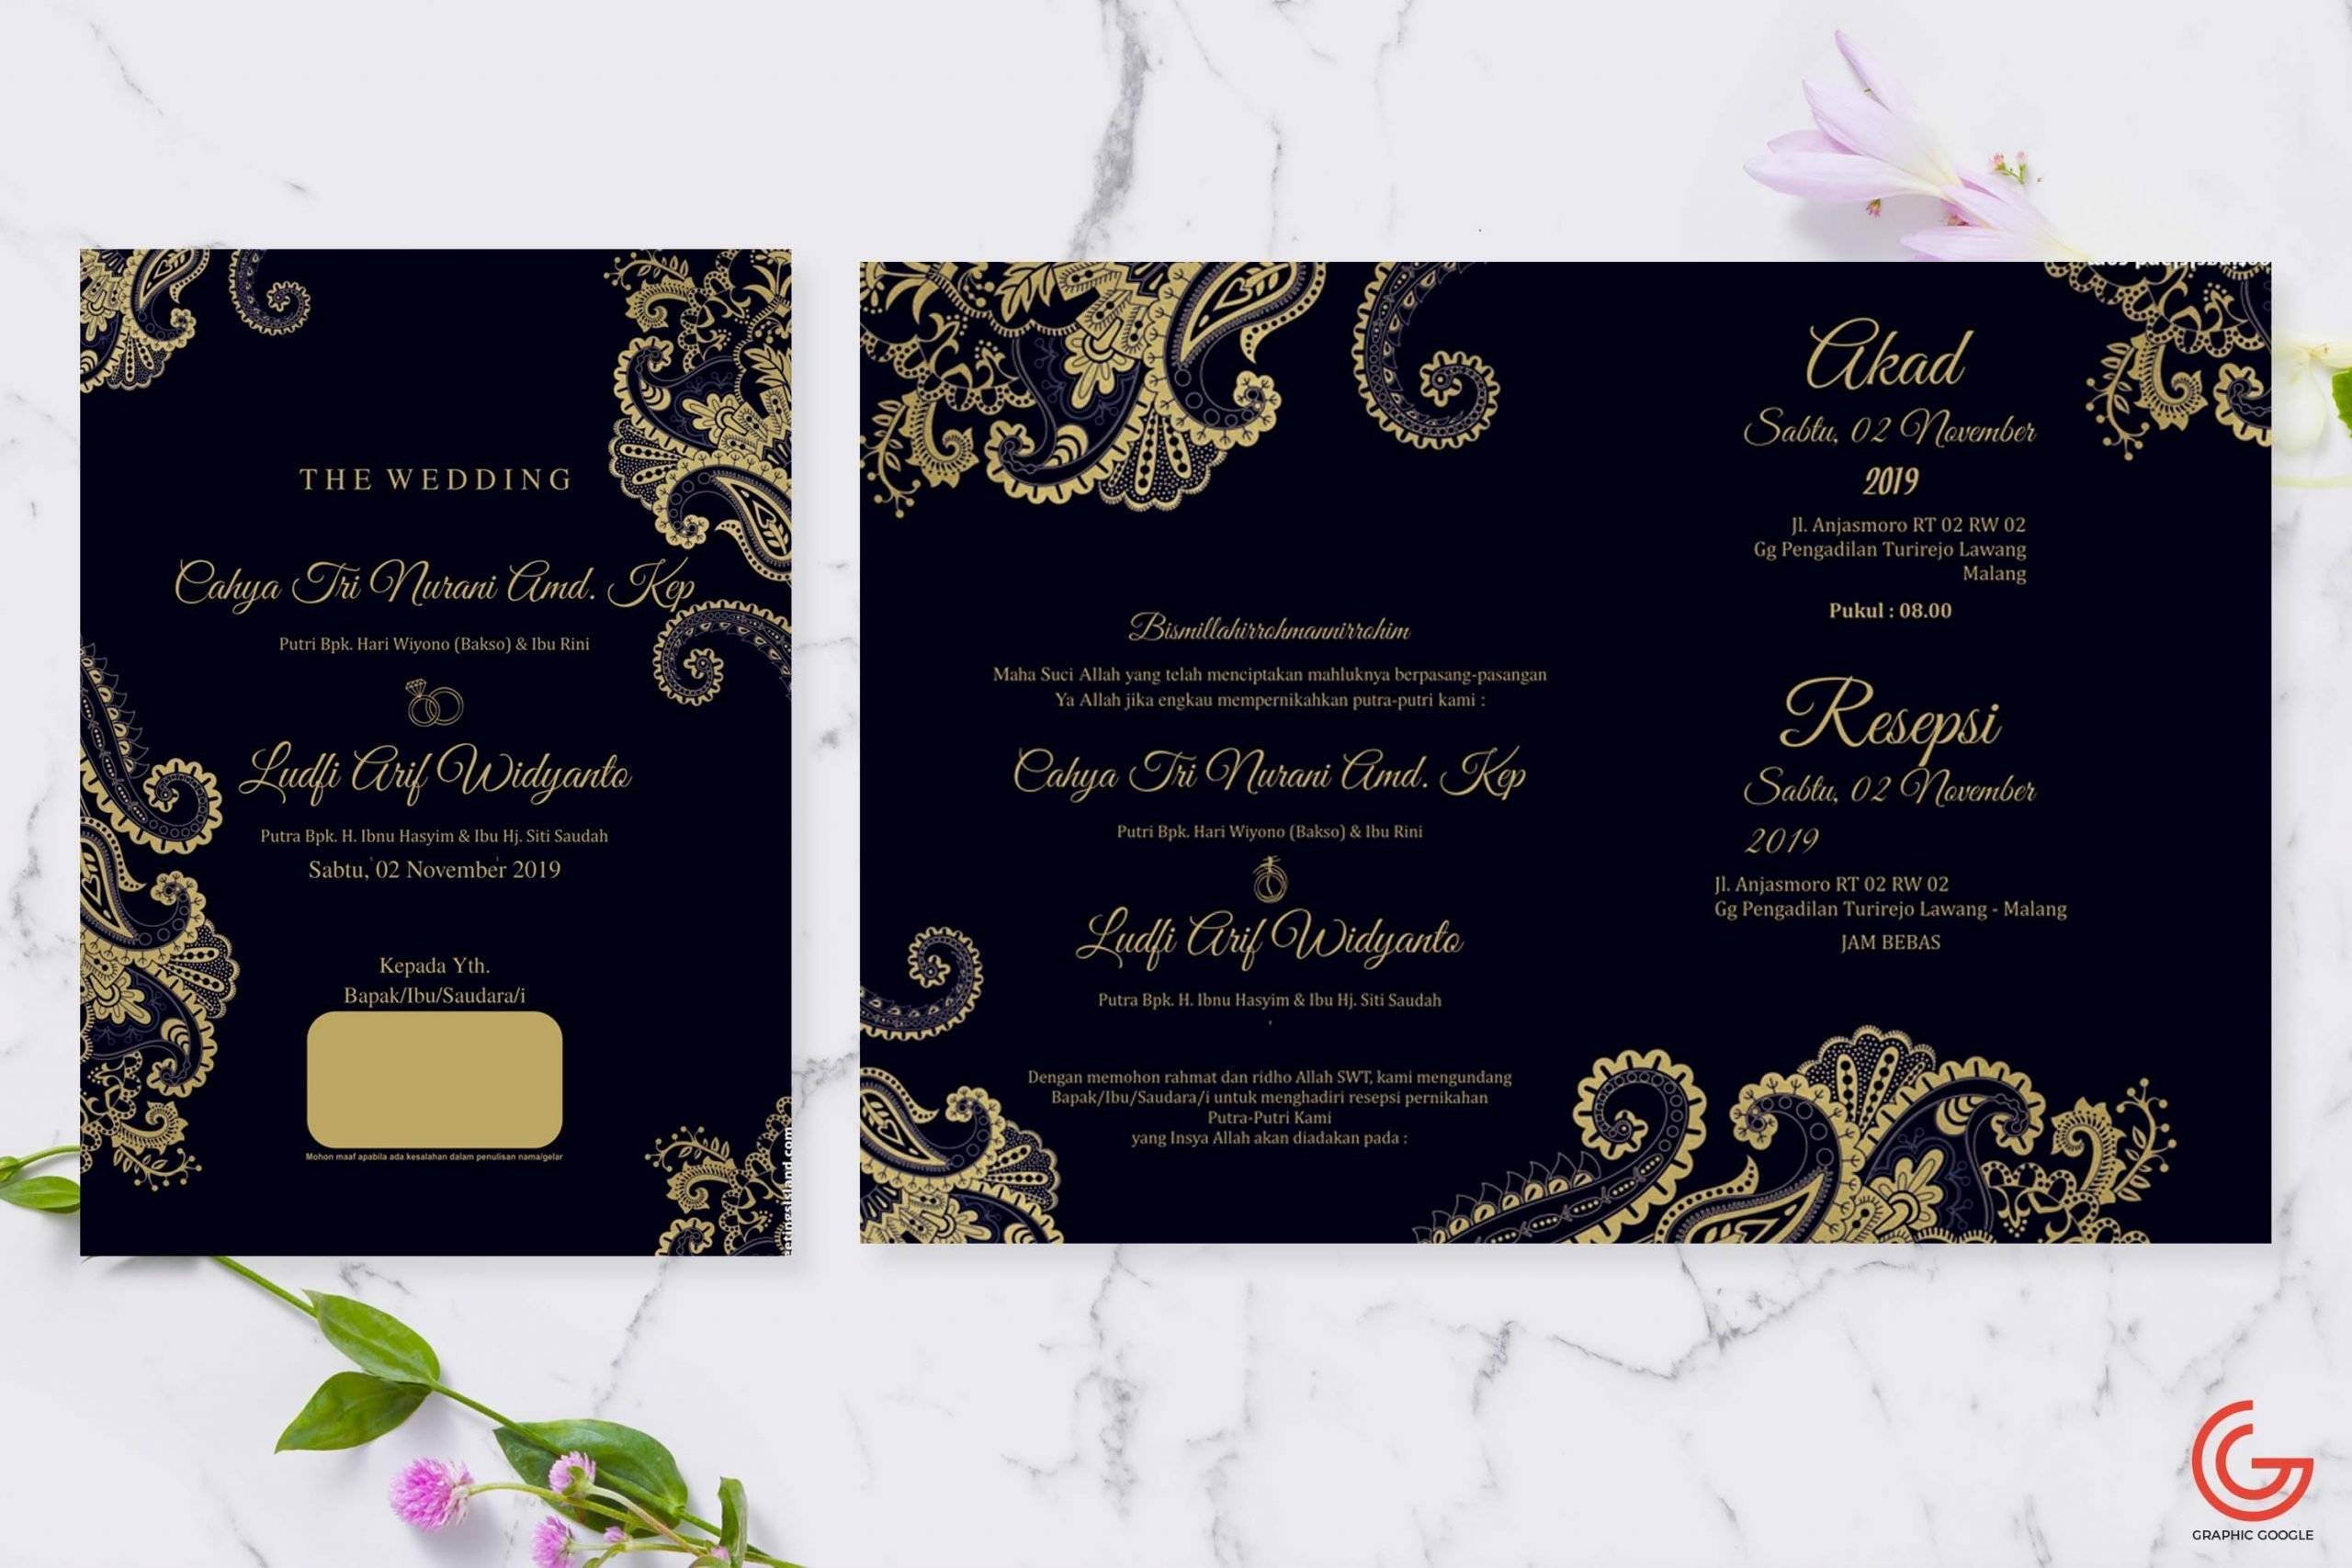 THE WEDDING
Cahya Tri Nurani Amd. Kep
Putri Bpk. Hari Wiyono (Bakso) & Ibu Rini
Ludfi Arif Widyanto
Putra Bpk. H. Ibnu Hasyim & Ibu Hj. Siti Saudah
Sabtu, 02 November 2019
Kepada Yth.
Bapak/Ibu/Saudara/i
Mohon maaf apabila ada kesalahan dalam penulisan nama/gelar
Bismillahirrohmannirrohim
Maha Suci Allah yang telah menciptakan mahluknya berpasang-pasangan
Ya Allah jika engkau mempernikahkan putra-putri kami :
Cahya Tri Nurani Amd. Kep
Putri Bpk. Hari Wiyono (Bakso) & Ibu Rini
Ludfi Arif Widyanto
Putra Bpk. H. Ibnu Hasyim & Ibu Hj. Siti Saudah
Dengan memohon rahmat dan ridho Allah SWT, kami mengundang
Bapak/Ibu/Saudara/i untuk menghadiri resepsi pernikahan
Putra-Putri Kami
yang Insya Allah akan diadakan pada :
Akad
Sabtu, 02 November
2019
Jl. Anjasmoro RT 02 RW 02
Gg Pengadilan Turirejo Lawang
Malang
Pukul : 08.00
Resepsi
Sabtu, 02 November
2019
Jl. Anjasmoro RT 02 RW 02
Gg Pengadilan Turirejo Lawang - Malang
JAM BEBAS
GRAPHIC GOOGLE